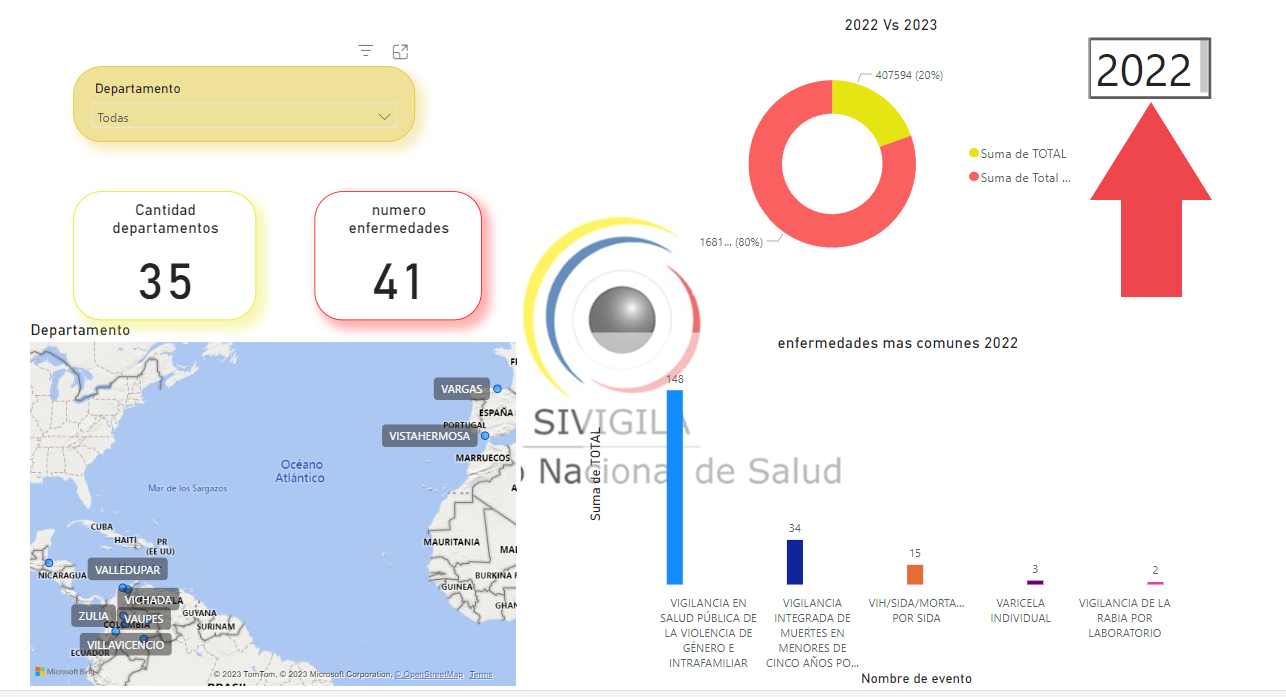 2022 Vs 2023
2022
Departamento
Todas
407594 (20%)
Suma de TOTAL
Suma de Total ...
1681... (80%)
Cantidad
departamentos
35
numero
enfermedades
41
SIVIGILA
Nacional de Salud
Departamento
VARGAS
ESPAÑA
PORTUGAL
VISTAHERMOSA
MARRUECOS
Océano
Atlántico
Mar de los Sargazos
CUBA
HAITÍ
PR
(EE UU)
MAURITANIA
MAL
NICARAGUA
VALLEDUPAR
BURKINA F
GUINEA
GHAN
VICHADA
ZULIA
VAUPES
GUYANA
SURINAM
COLOMBIA
VILLAVICENCIO
ECUADOR
Microsoft Bing
© 2023 TomTom, © 2023 Microsoft Corporation, © OpenStreetMap Terms
enfermedades mas comunes 2022
Suma de TOTAL
148
34
15
3
2
VIGILANCIA EN
SALUD PÚBLICA DE
LA VIOLENCIA DE
GÉNERO E
INTRAFAMILIAR
VIGILANCIA
INTEGRADA DE
MUERTES EN
MENORES DE
CINCO AÑOS PO...
VIH/SIDA/MORTA...
POR SIDA
VARICELA
INDIVIDUAL
VIGILANCIA DE LA
RABIA POR
LABORATORIO
Nombre de evento